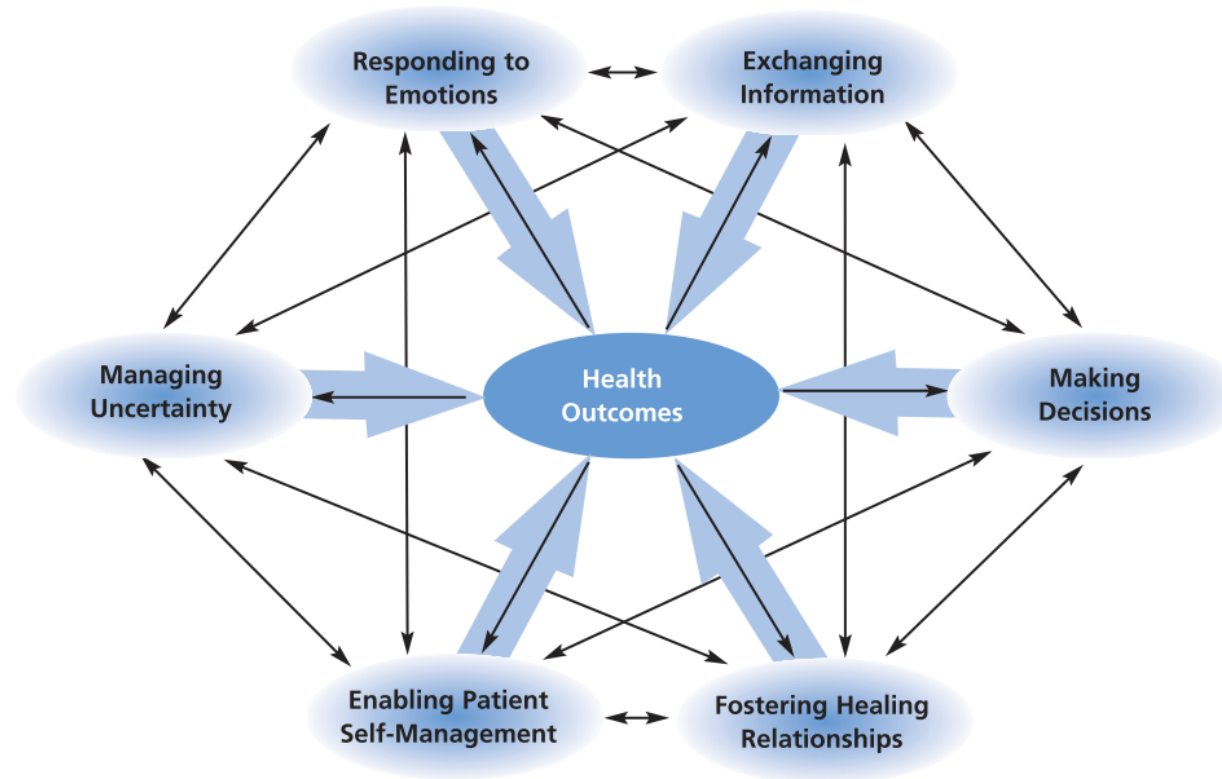 Responding to
Emotions
Exchanging
Information
Managing
Uncertainty
Health
Outcomes
Making
Decisions
Enabling Patient
Self-Management
Fostering Healing
Relationships